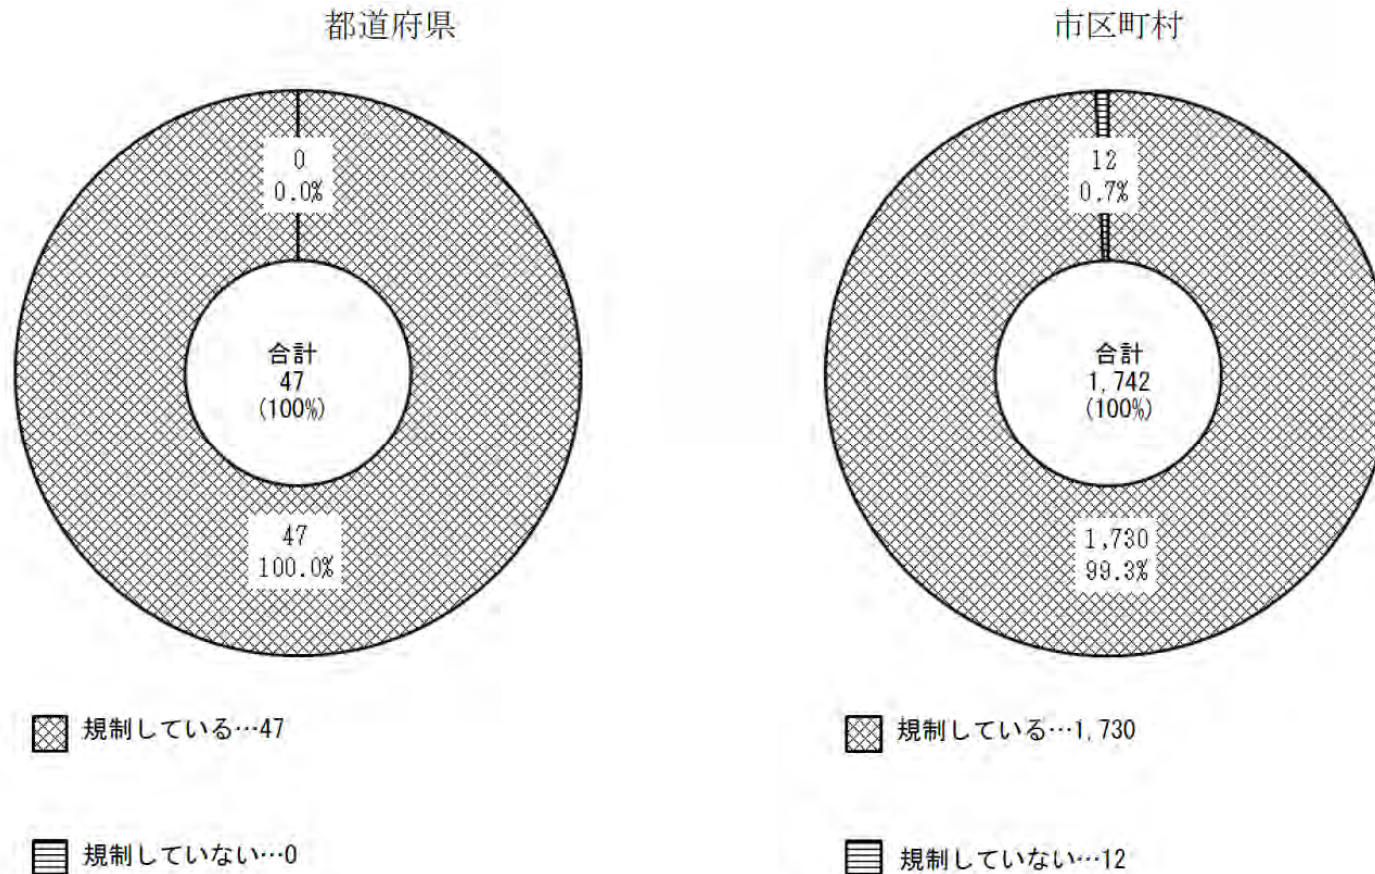 都道府県
0
0.0%
合計
47
(100%)
47
100.0%
規制している…47
規制していない…0
市区町村
12
0.7%
合計
1,742
(100%)
1,730
99.3%
規制している…1,730
規制していない…12